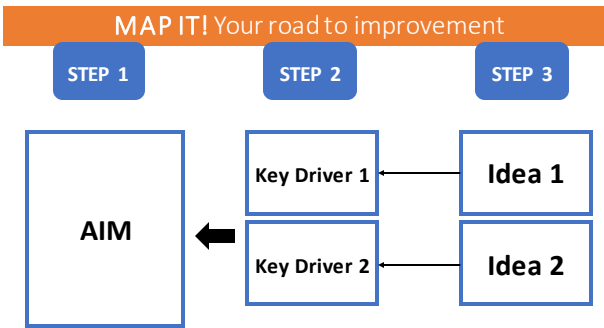 MAP IT! Your road to improvement
STEP 1
STEP 2
STEP 3
AIM
Key Driver 1
Idea 1
Key Driver 2
Idea 2